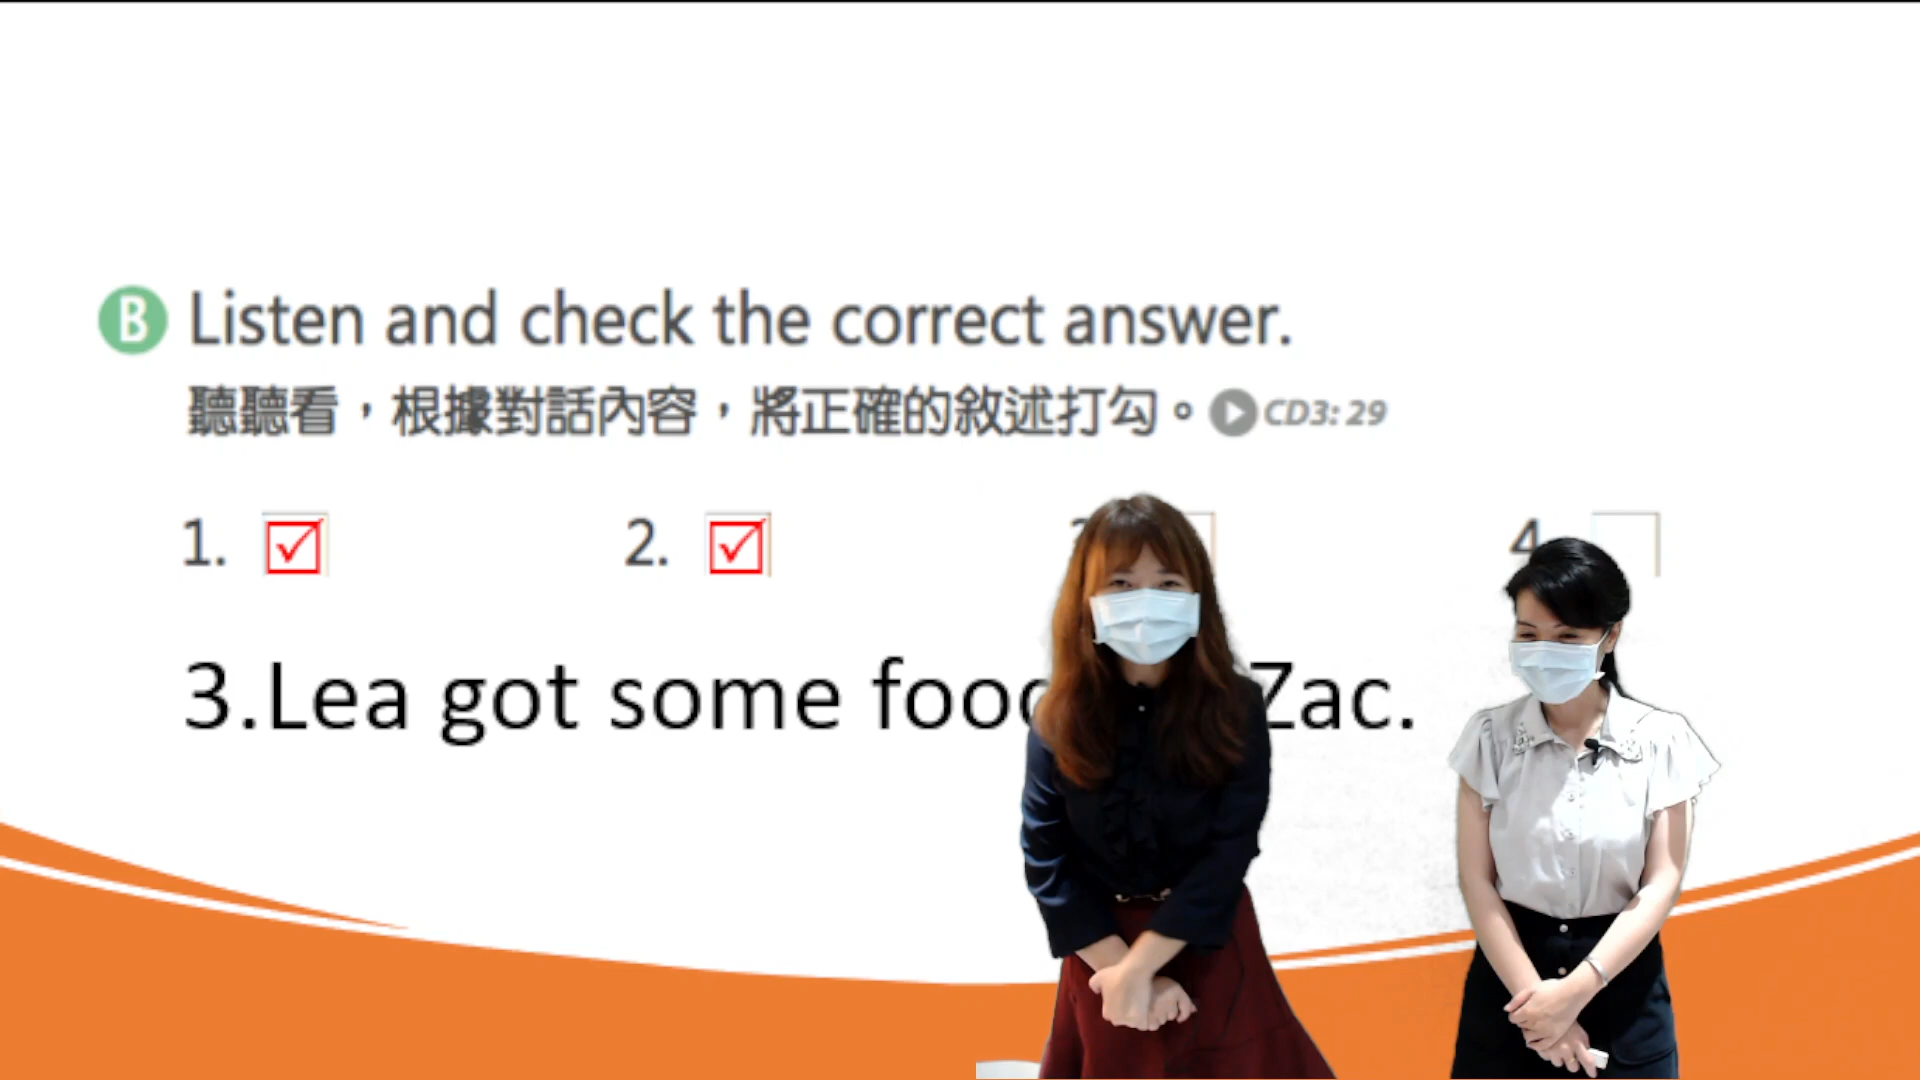 B Listen and check the correct answer.
聽聽看，根據對話內容，將正確的敘述打勾。CD3: 29
1. 2. 4.
3.Lea got some food Zac.